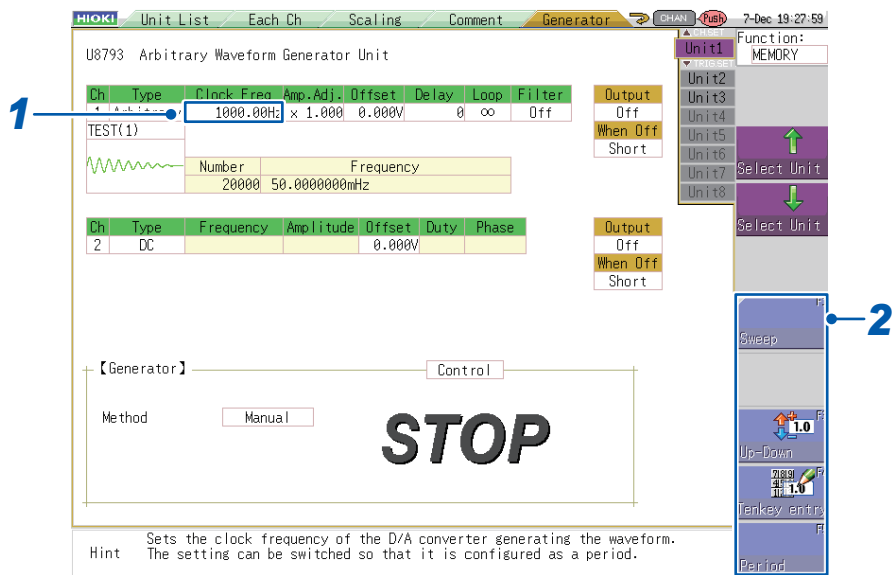 HIOKI Unit List Each Ch Scaling Comment Generator CHAN Push 7-Dec 19:27:59
U8793 Arbitrary Waveform Generator Unit
CH.SET
Unit1
TRIG.SET
Unit2
Unit3
Unit4
Unit5
Unit6
Unit7
Unit8
Function:
MEMORY
Select Unit
Select Unit
1
Ch Type Clock Freq Amp.Adj. Offset Delay Loop Filter
1 1000.00Hz x 1.000 0.000V 0 ∞ Off
TEST(1)
Number Frequency
20000 50.0000000mHz
Output
Off
When Off
Short
Ch Type Frequency Amplitude Offset Duty Phase
2 DC 0.000V
Output
Off
When Off
Short
2
Sweep
1.0
Up-Down
1.0
Tenkey entry
Period
【Generator】 Control
Method Manual
STOP
Hint Sets the clock frequency of the D/A converter generating the waveform.
The setting can be switched so that it is configured as a period.